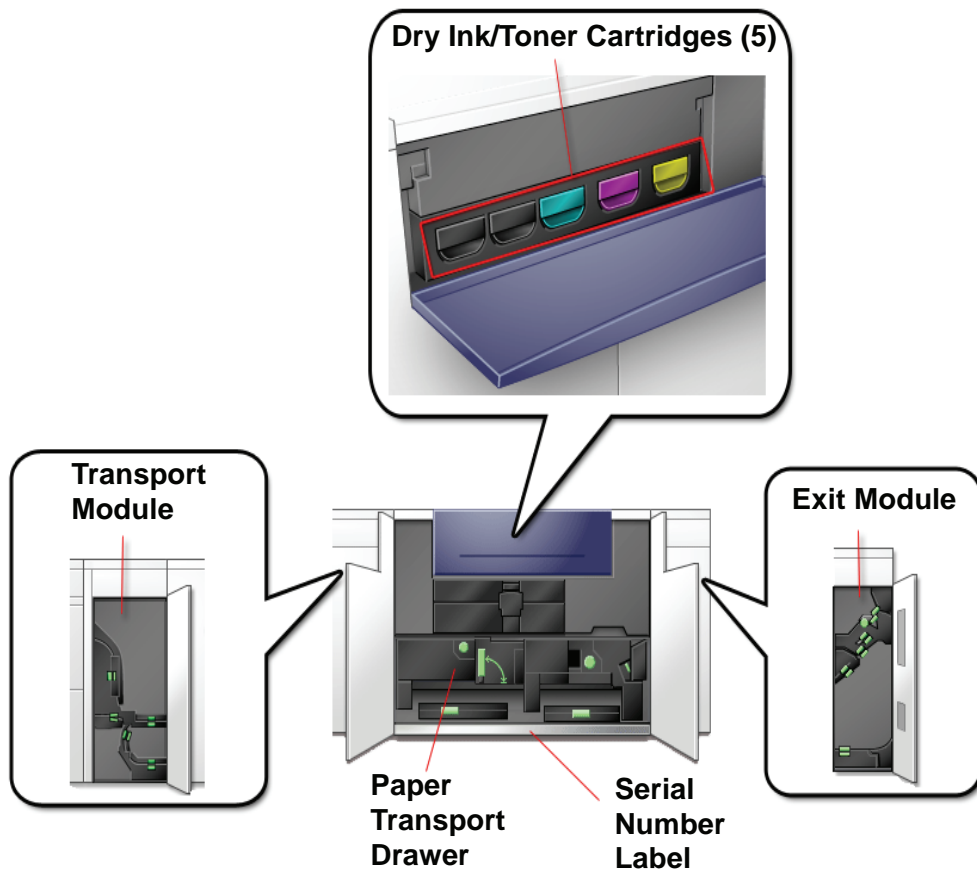 Dry Ink/Toner Cartridges (5)
Transport
Module
Exit Module
Paper
Transport
Drawer
Serial
Number
Label